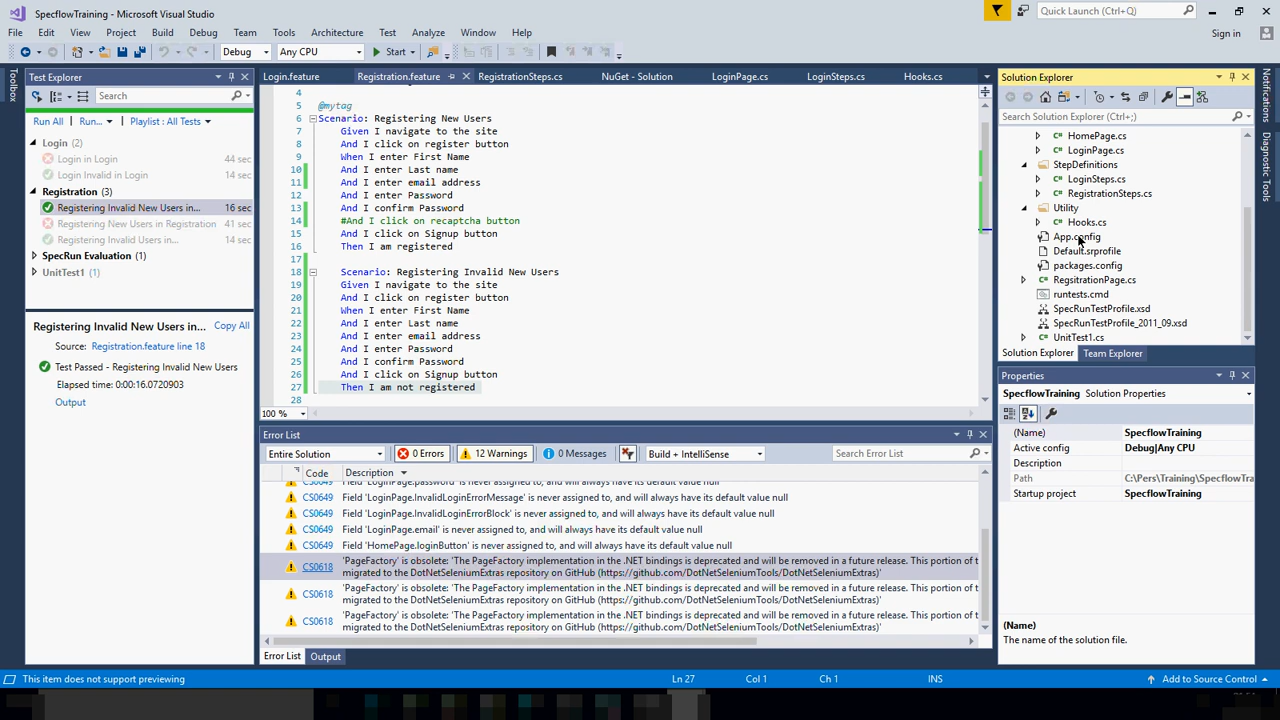 SpecflowTraining - Microsoft Visual Studio
Quick Launch (Ctrl+Q)
File Edit View Project Build Debug Team Tools Architecture Test Analyze Window Help
Sign in
Debug Any CPU Start
Toolbox
Test Explorer
Search
Run All Run... Playlist : All Tests
Login (2)
Login in Login 44 sec
Login Invalid in Login 14 sec
Registration (3)
Registering Invalid New Users in... 16 sec
Registering New Users in Registration 41 sec
Registering Invalid Users in... 14 sec
SpecRun Evaluation (1)
UnitTest1 (1)
Registering Invalid New Users in... Copy All
Source: Registration.feature line 18
Test Passed - Registering Invalid New Users
Elapsed time: 0:00:16.0720903
Output
Login.feature Registration.feature RegistrationSteps.cs NuGet - Solution LoginPage.cs LoginSteps.cs Hooks.cs
4
5 @mytag
6 Scenario: Registering New Users
7 Given I navigate to the site
8 And I click on register button
9 When I enter First Name
10 And I enter Last name
11 And I enter email address
12 And I enter Password
13 And I confirm Password
14 #And I click on recaptcha button
15 And I click on Signup button
16 Then I am registered
17
18 Scenario: Registering Invalid New Users
19 Given I navigate to the site
20 And I click on register button
21 When I enter First Name
22 And I enter Last name
23 And I enter email address
24 And I enter Password
25 And I confirm Password
26 And I click on Signup button
27 Then I am not registered
28
100 %
Error List
Entire Solution 0 Errors 12 Warnings 0 Messages Build + IntelliSense Search Error List
Code Description
CS0649 Field 'LoginPage.password' is never assigned to, and will always have its default value null
CS0649 Field 'LoginPage.InvalidLoginErrorMessage' is never assigned to, and will always have its default value null
CS0649 Field 'LoginPage.InvalidLoginErrorBlock' is never assigned to, and will always have its default value null
CS0649 Field 'LoginPage.email' is never assigned to, and will always have its default value null
CS0649 Field 'HomePage.loginButton' is never assigned to, and will always have its default value null
CS0618 'PageFactory' is obsolete: 'The PageFactory implementation in the .NET bindings is deprecated and will be removed in a future release. This portion of t
migrated to the DotNetSeleniumExtras repository on GitHub (https://github.com/DotNetSeleniumTools/DotNetSeleniumExtras)'
CS0618 'PageFactory' is obsolete: 'The PageFactory implementation in the .NET bindings is deprecated and will be removed in a future release. This portion of t
migrated to the DotNetSeleniumExtras repository on GitHub (https://github.com/DotNetSeleniumTools/DotNetSeleniumExtras)'
CS0618 'PageFactory' is obsolete: 'The PageFactory implementation in the .NET bindings is deprecated and will be removed in a future release. This portion of t
migrated to the DotNetSeleniumExtras repository on GitHub (https://github.com/DotNetSeleniumTools/DotNetSeleniumExtras)'
Error List Output
Solution Explorer
Search Solution Explorer (Ctrl+;)
HomePage.cs
LoginPage.cs
StepDefinitions
LoginSteps.cs
RegistrationSteps.cs
Utility
Hooks.cs
App.config
Default.srprofile
packages.config
RegsitrationPage.cs
runtests.cmd
SpecRunTestProfile.xsd
SpecRunTestProfile_2011_09.xsd
UnitTest1.cs
Solution Explorer Team Explorer
Properties
SpecflowTraining Solution Properties
(Name) SpecflowTraining
Active config Debug|Any CPU
Description
Path C:\Pers\Training\SpecflowTra
Startup project SpecflowTraining
(Name)
The name of the solution file.
Notifications
Diagnostic Tools
This item does not support previewing Ln 27 Col 1 Ch 1 INS Add to Source Control